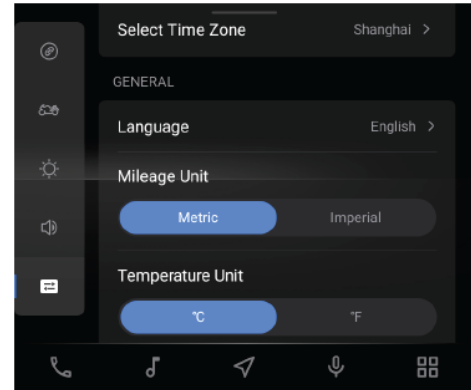 Select Time Zone Shanghai >
GENERAL
Language English >
Mileage Unit
Metric Imperial
Temperature Unit
℃ ℉